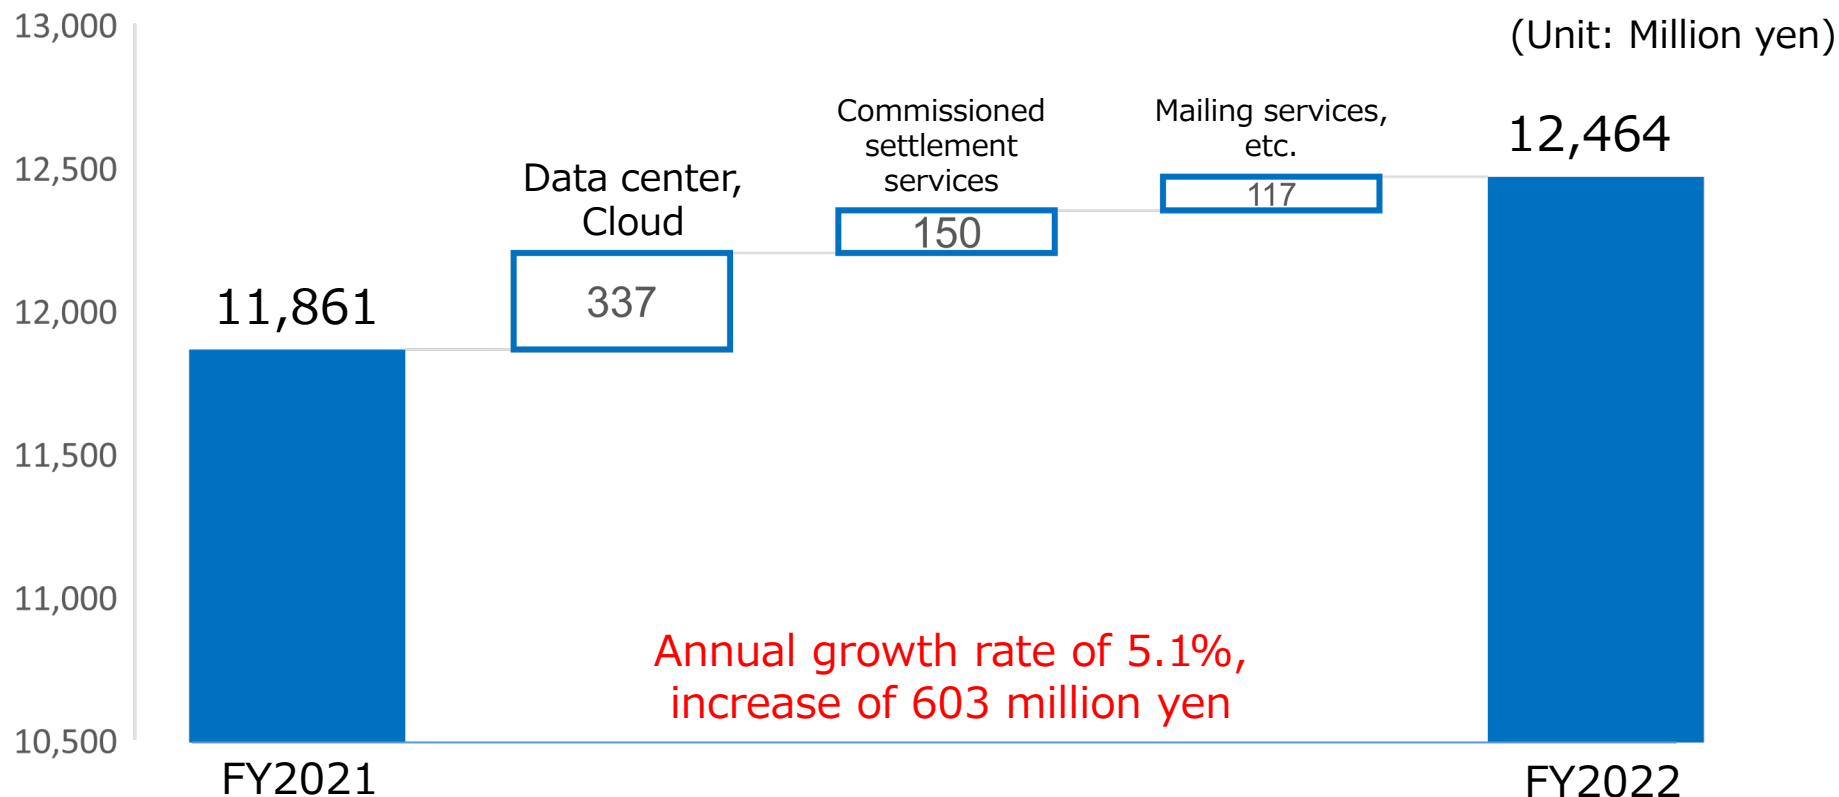 (Unit: Million yen)
13,000
12,500
12,000
11,500
11,000
10,500
11,861
Data center,
Cloud
337
Commissioned
settlement
services
150
Mailing services,
etc.
117
12,464
Annual growth rate of 5.1%,
increase of 603 million yen
FY2021
FY2022